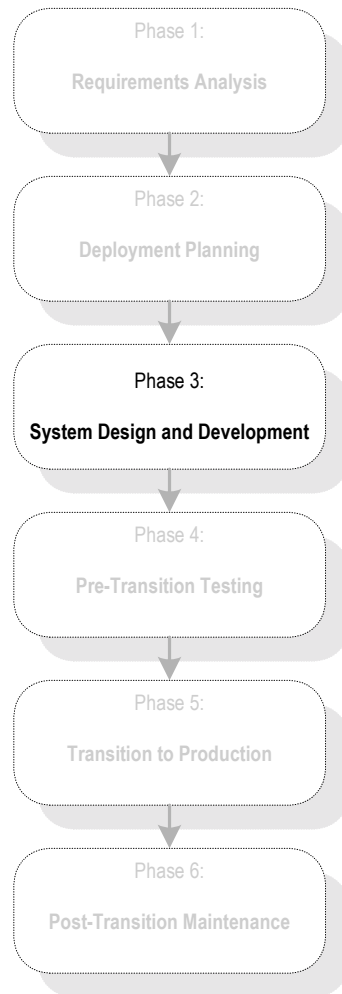 Phase 1:
Requirements Analysis
Phase 2:
Deployment Planning
Phase 3:
System Design and Development
Phase 4:
Pre-Transition Testing
Phase 5:
Transition to Production
Phase 6:
Post-Transition Maintenance